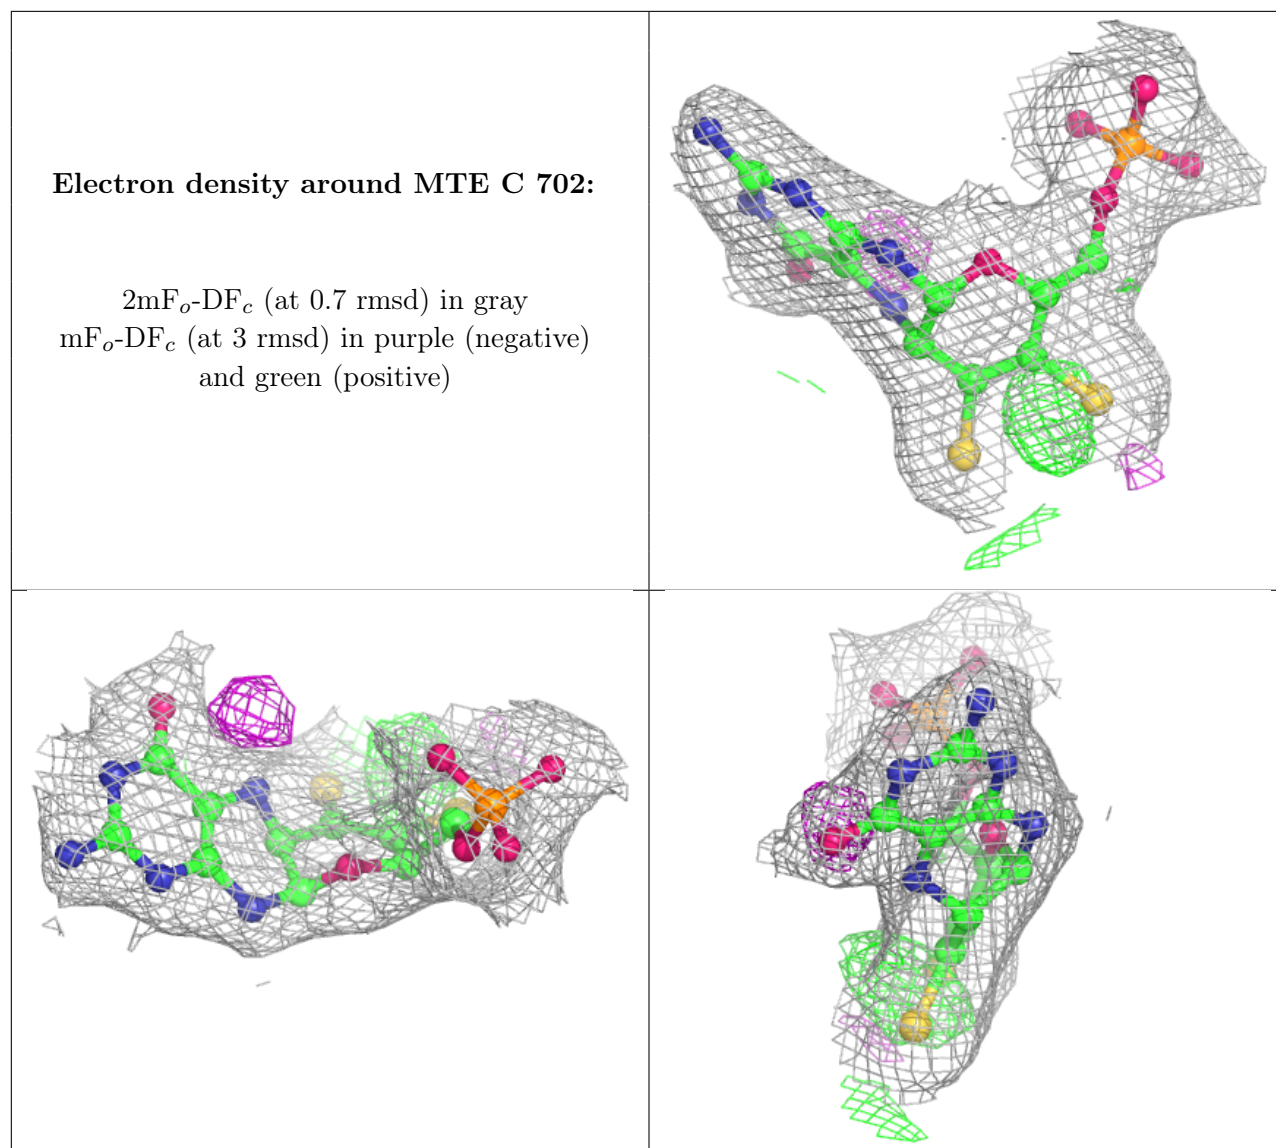 Electron density around MTE C 702:
2mFo-DFc (at 0.7 rmsd) in gray
mFo-DFc (at 3 rmsd) in purple (negative)
and green (positive)